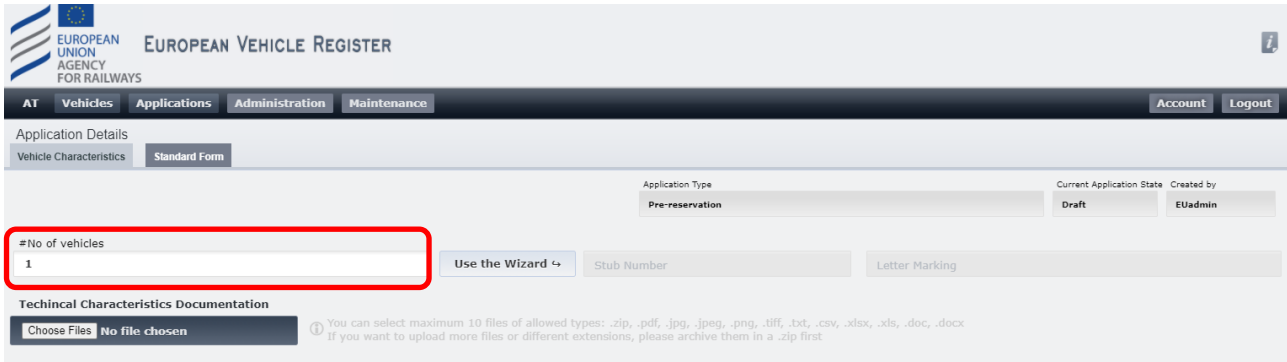 EUROPEAN
UNION
AGENCY
FOR RAILWAYS
EUROPEAN VEHICLE REGISTER
i
AT Vehicles Applications Administration Maintenance Account Logout
Application Details
Vehicle Characteristics Standard Form
Application Type Current Application State Created by
Pre-reservation Draft EUadmin
#No of vehicles
1 Use the Wizard ↪ Stub Number Letter Marking
Techincal Characteristics Documentation
Choose Files No file chosen
You can select maximum 10 files of allowed types: .zip, .pdf, .jpg, .jpeg, .png, .tiff, .txt, .csv, .xlsx, .xls, .doc, .docx
If you want to upload more files or different extensions, please archive them in a .zip first